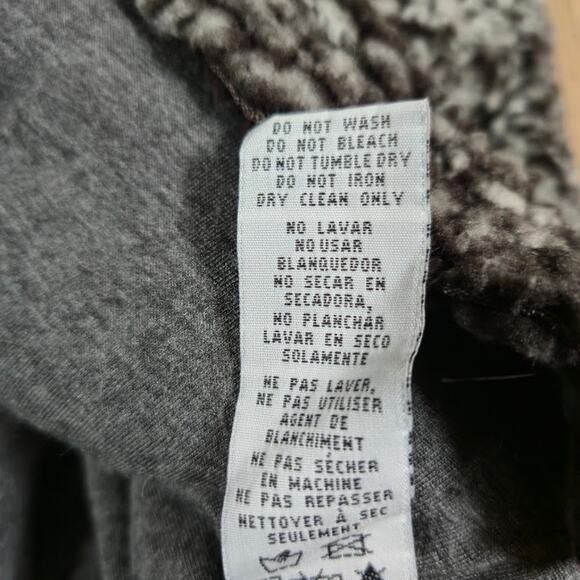 DO NOT WASH
DO NOT BLEACH
DO NOT TUMBLE DRY
DO NOT IRON
DRY CLEAN ONLY
NO LAVAR
NO USAR
BLANQUEDOR
NO SECAR EN
SECADORA,
NO PLANCHAR
LAVAR EN SECO
SOLAMENTE
NE PAS LAVER,
NE PAS UTILISER
AGENT DE
BLANCHIMENT
NE PAS SÉCHER
EN MACHINE
NE PAS REPASSER
NETTOYER À SEC
SEULEMENT